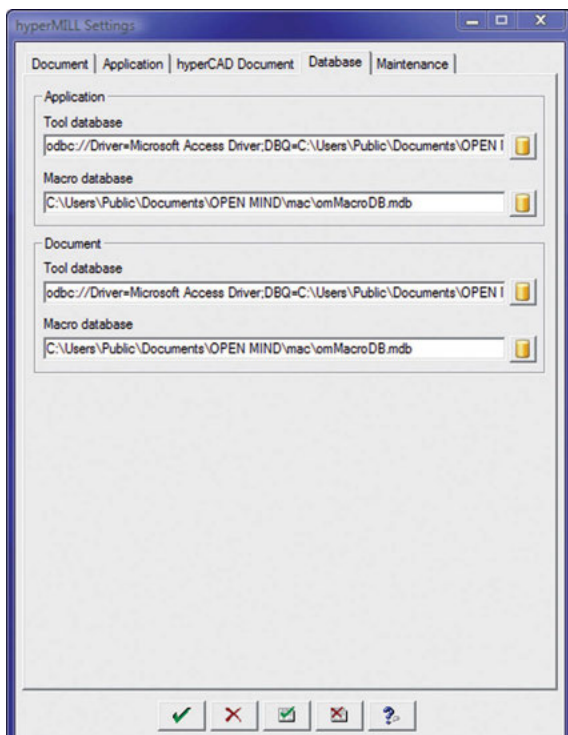 hyperMILL Settings
Document Application hyperCAD Document Database Maintenance
Application
Tool database
odbc://Driver=Microsoft Access Driver;DBQ=C:\Users\Public\Documents\OPEN
Macro database
C:\Users\Public\Documents\OPEN MIND\mac\omMacroDB.mdb
Document
Tool database
odbc://Driver=Microsoft Access Driver;DBQ=C:\Users\Public\Documents\OPEN
Macro database
C:\Users\Public\Documents\OPEN MIND\mac\omMacroDB.mdb